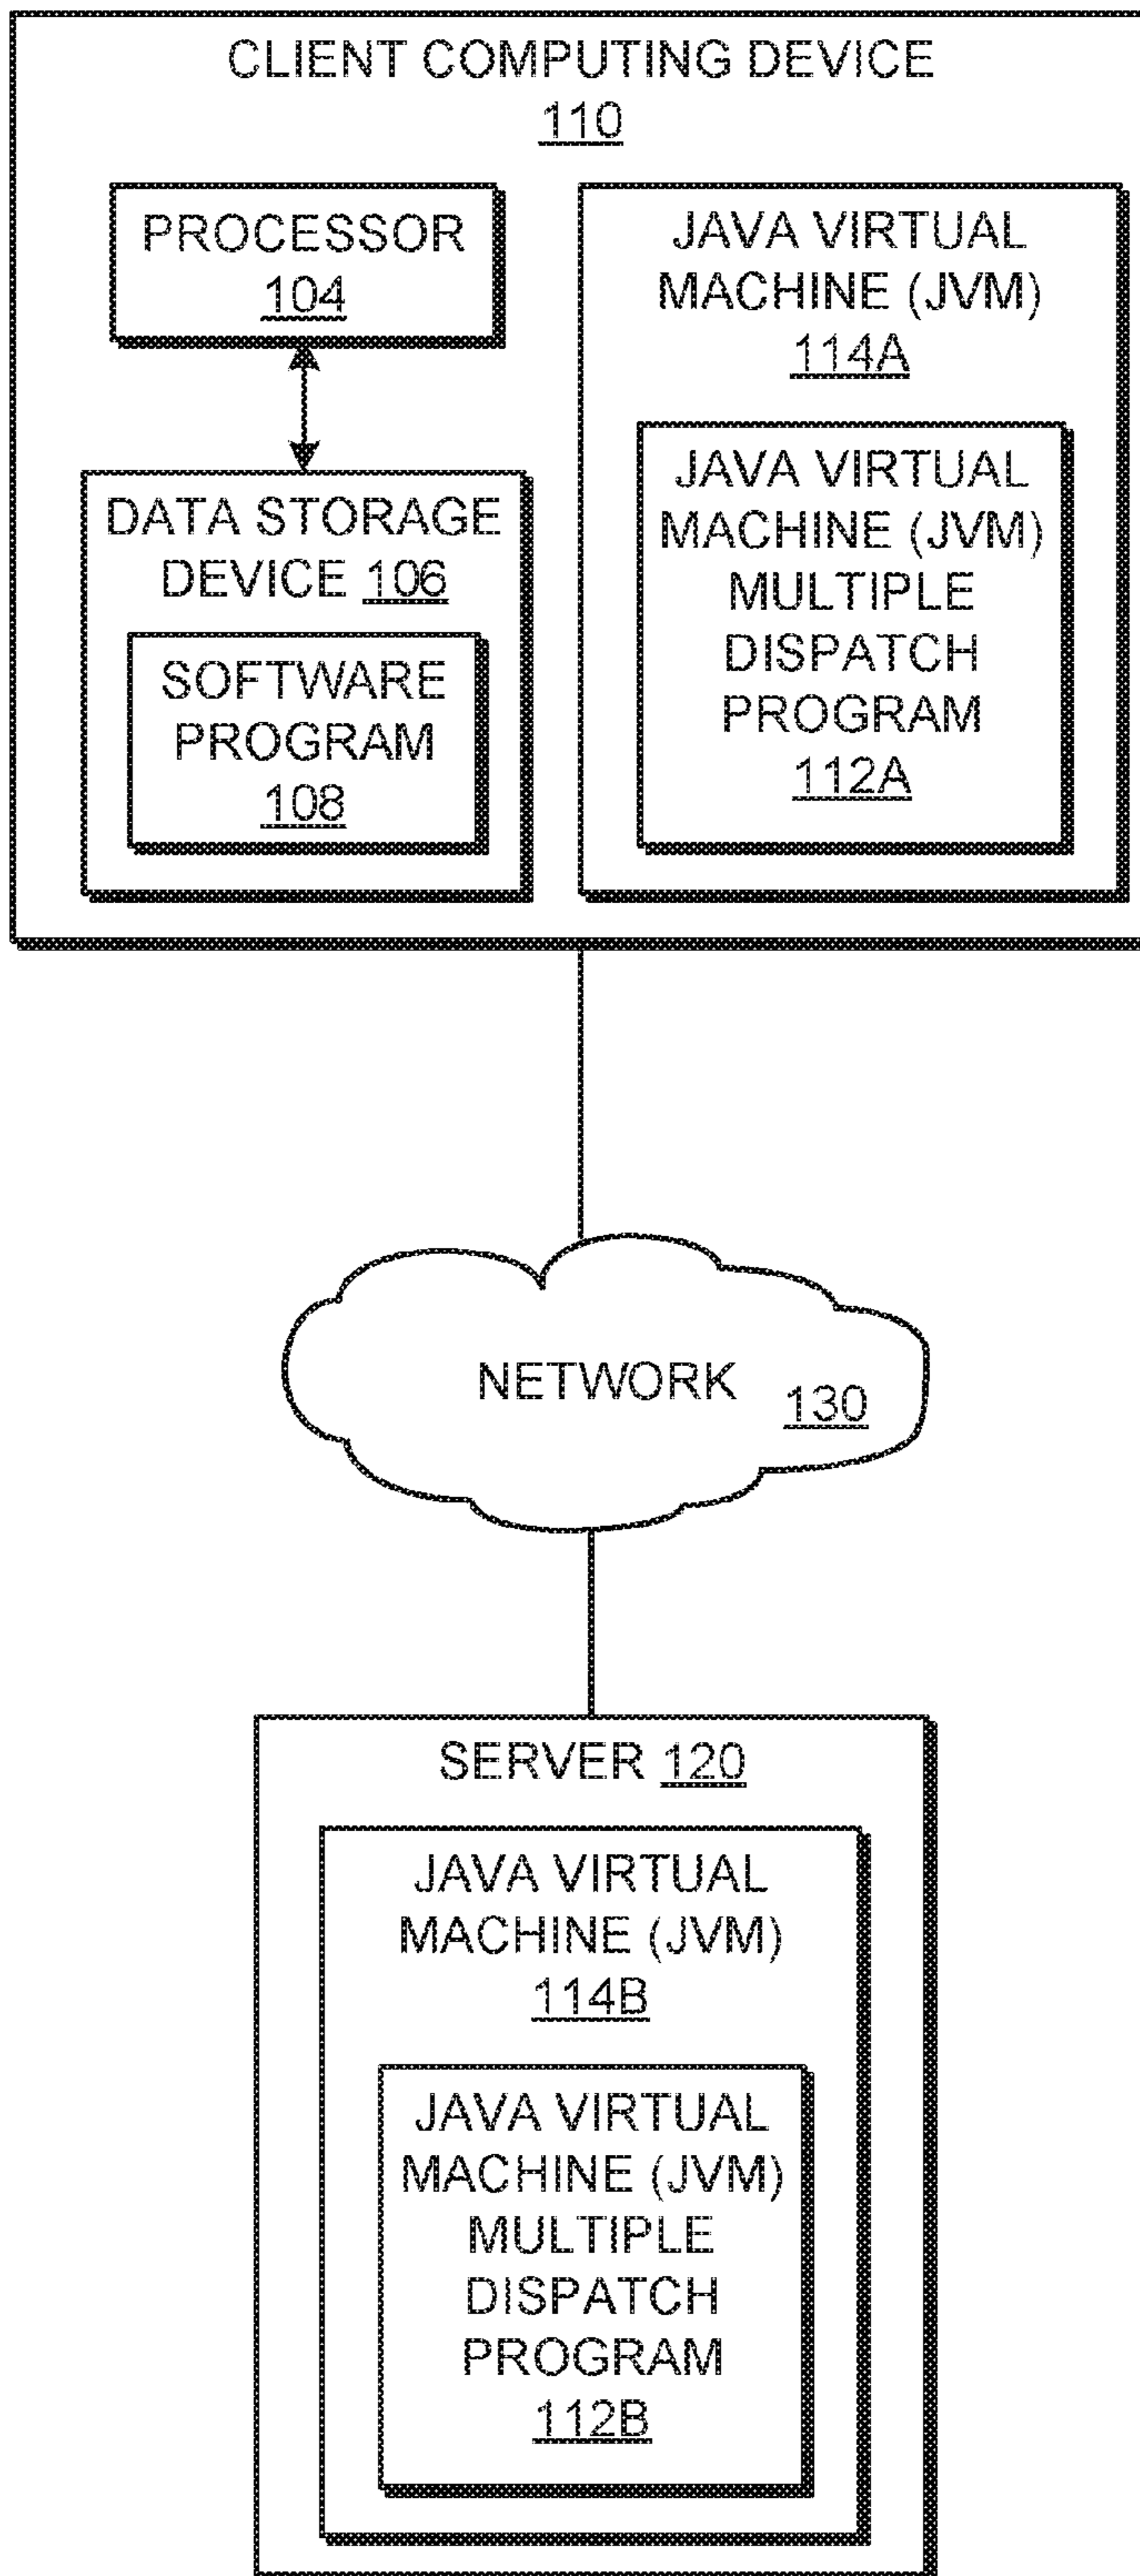 CLIENT COMPUTING DEVICE
110
PROCESSOR
104
DATA STORAGE
DEVICE 106
SOFTWARE
PROGRAM
108
JAVA VIRTUAL
MACHINE (JVM)
114A
JAVA VIRTUAL
MACHINE (JVM)
MULTIPLE
DISPATCH
PROGRAM
112A
NETWORK 130
SERVER 120
JAVA VIRTUAL
MACHINE (JVM)
114B
JAVA VIRTUAL
MACHINE (JVM)
MULTIPLE
DISPATCH
PROGRAM
112B